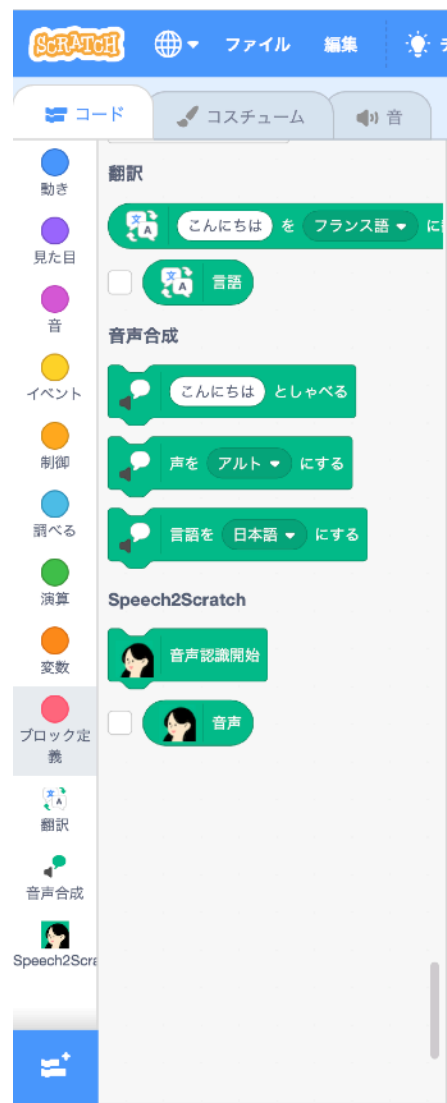 SCRATCH ファイル 編集
コード コスチューム 音
動き
見た目
音
イベント
制御
調べる
演算
変数
ブロック定
義
翻訳
音声合成
Speech2Scra
翻訳
こんにちは を フランス語 に
言語
音声合成
こんにちは としゃべる
声を アルト にする
言語を 日本語 にする
Speech2Scratch
音声認識開始
音声